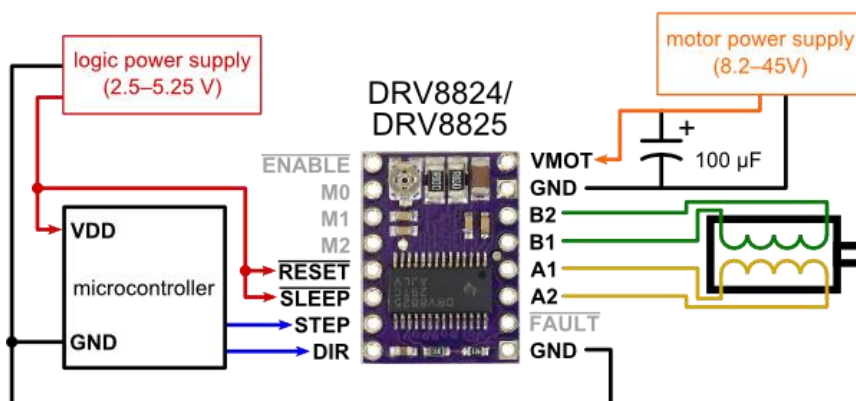 logic power supply
(2.5–5.25 V)
motor power supply
(8.2–45V)
DRV8824/
DRV8825
+
100 µF
ENABLE
M0
M1
M2
RESET
SLEEP
STEP
DIR
VMOT
GND
B2
B1
A1
A2
FAULT
GND
VDD
microcontroller
GND
DRV8825